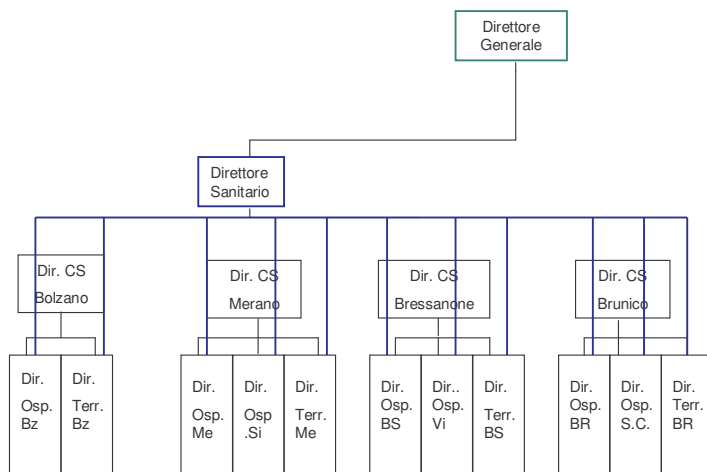 Direttore
Generale
Direttore
Sanitario
Dir. CS
Bolzano
Dir. CS
Merano
Dir. CS
Bressanone
Dir. CS
Brunico
Dir.
Osp.
Bz
Dir.
Terr.
Bz
Dir.
Osp.
Me
Dir.
Osp
.Si
Dir.
Terr.
Me
Dir.
Osp.
BS
Dir..
Osp.
Vi
Dir.
Terr.
BS
Dir.
Osp.
BR
Dir.
Osp.
S.C.
Dir.
Terr.
BR